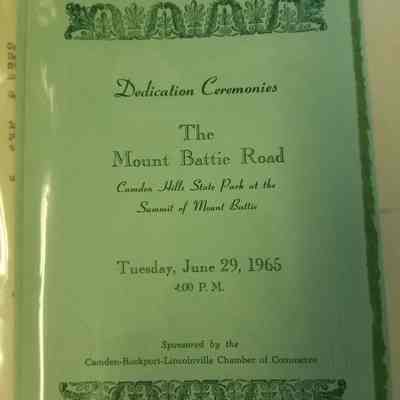 Dedication Ceremonies
The
Mount Battie Road
Camden Hills State Park at the
Summit of Mount Battie
Tuesday, June 29, 1965
4:00 P. M.
Sponsored by the
Camden-Rockport-Lincolnville Chamber of Commerce